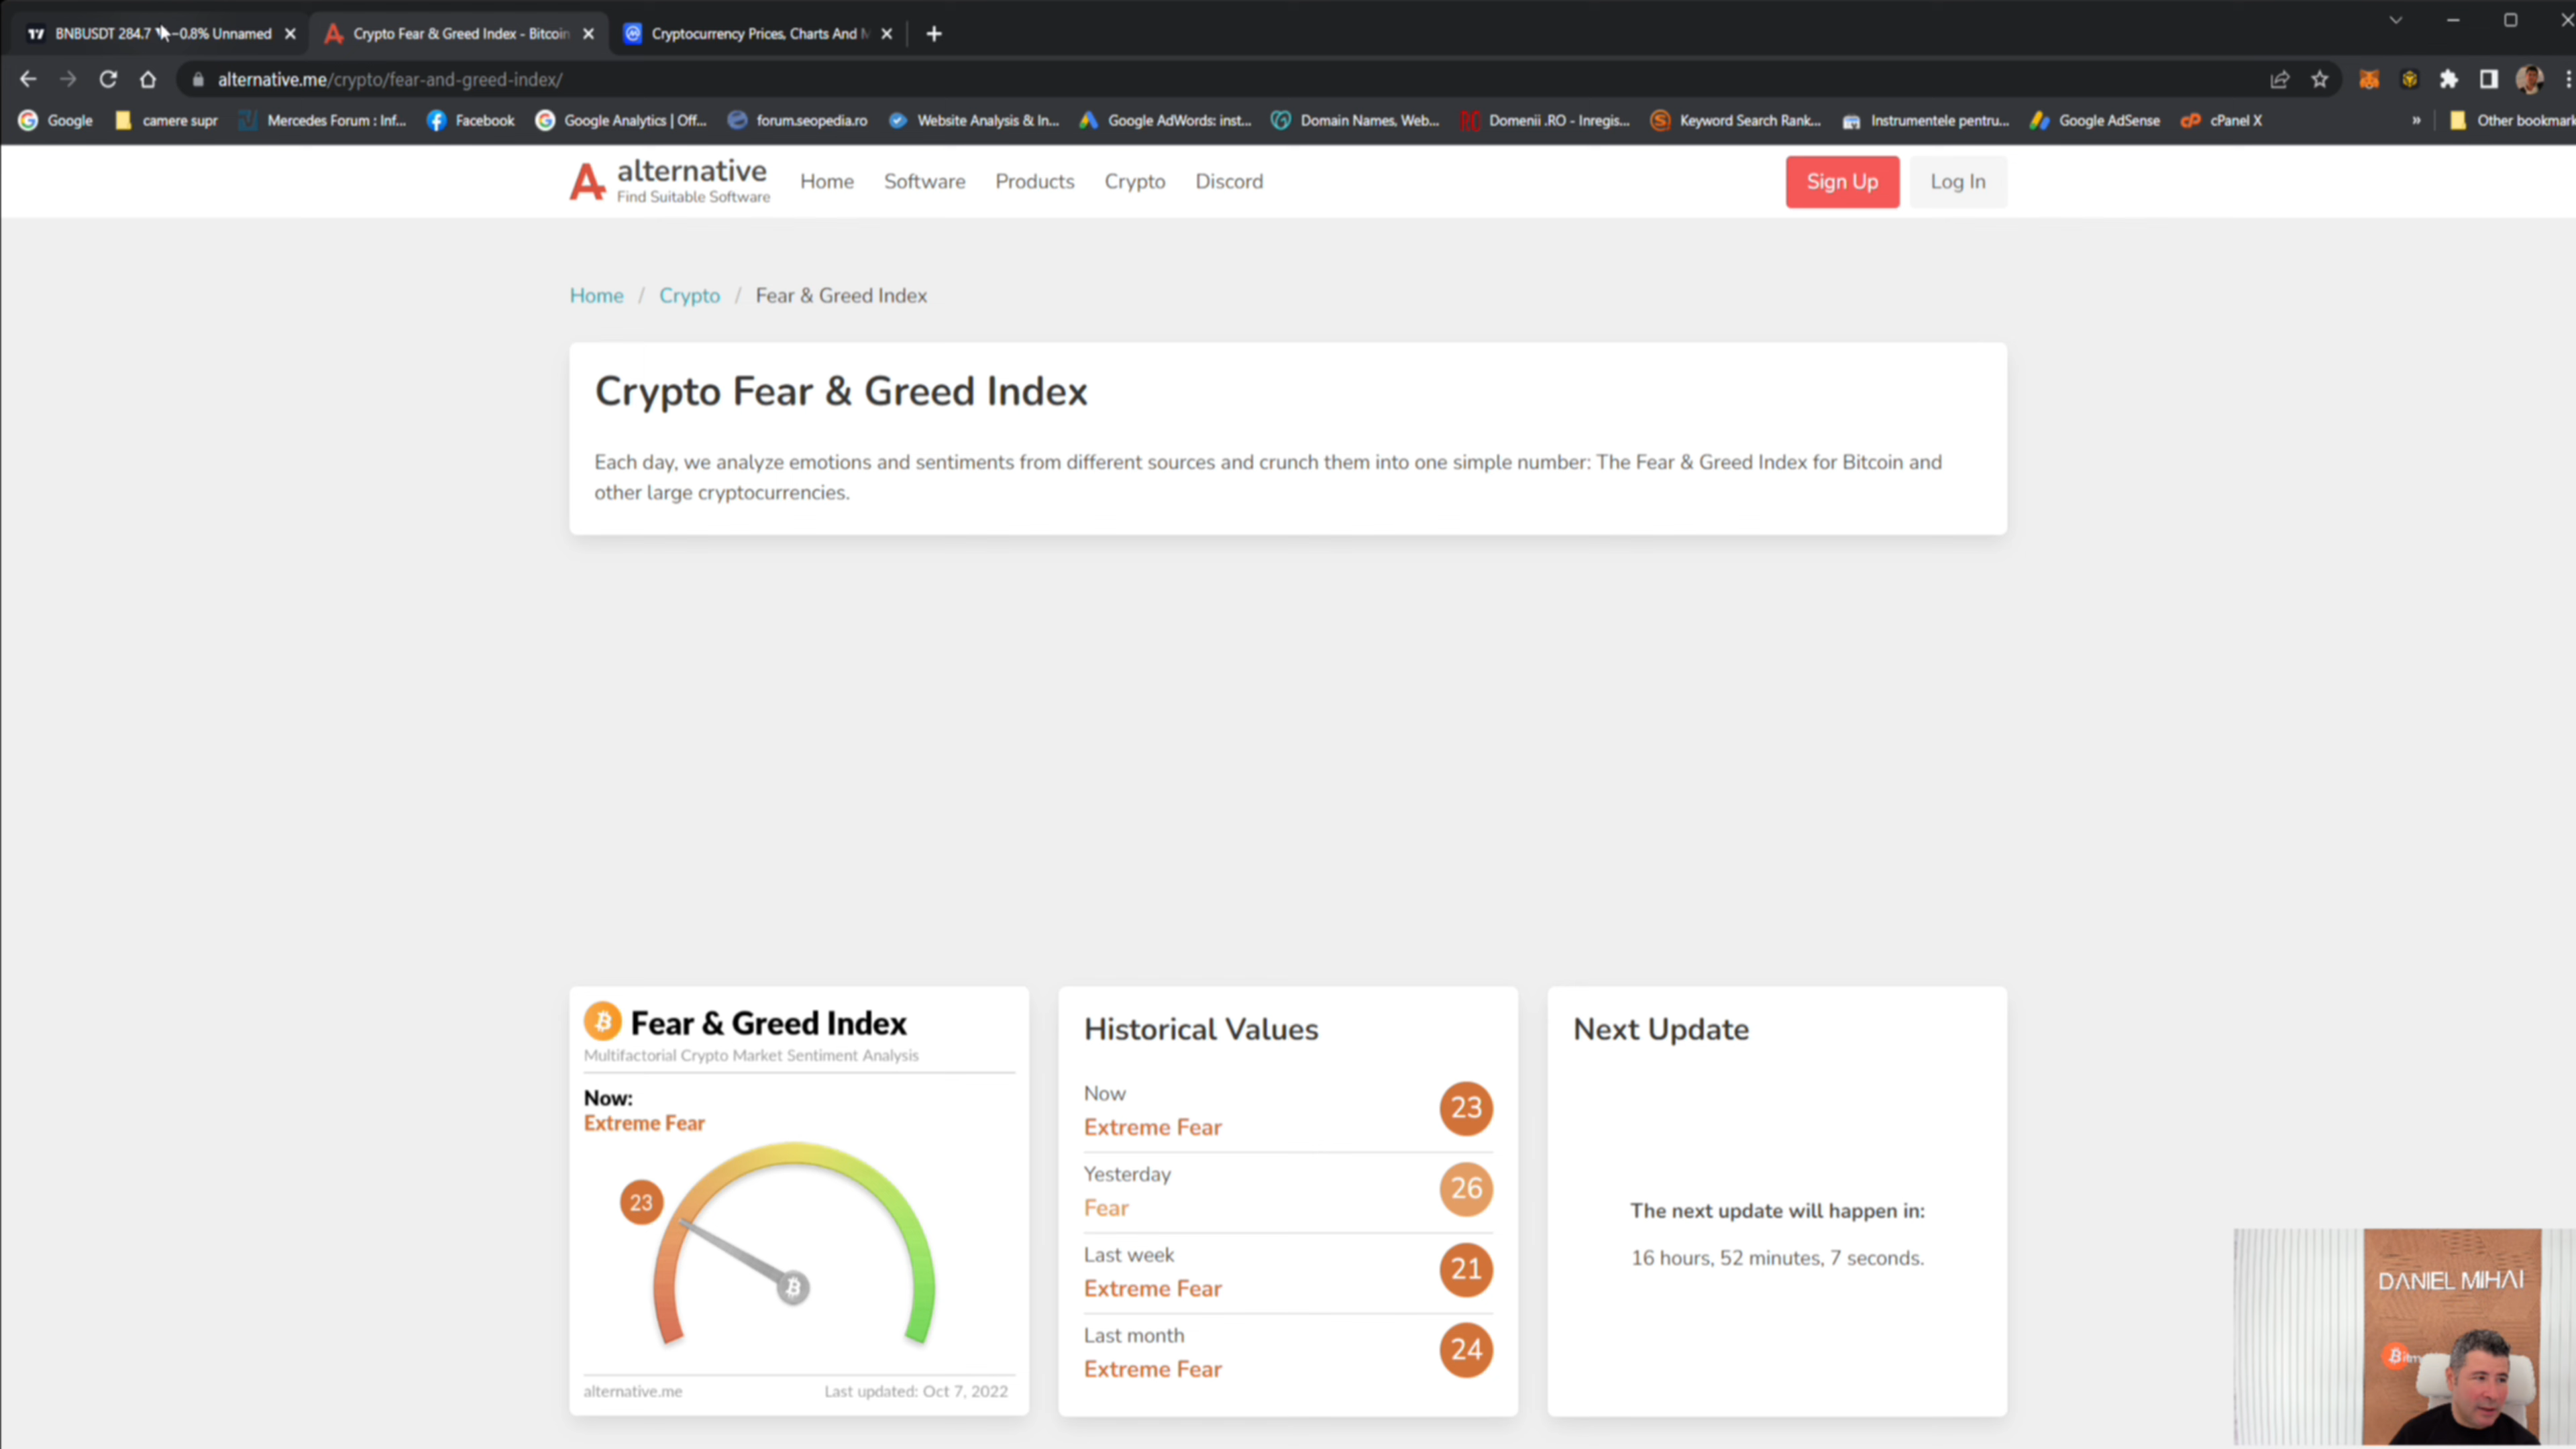 BNBUSDT 284.7 ▼ −0.8% Unnamed
Crypto Fear & Greed Index - Bitcoin
Cryptocurrency Prices, Charts And M
alternative.me/crypto/fear-and-greed-index/
Google
camere supr
Mercedes Forum : Inf...
Facebook
Google Analytics | Off...
forum.seopedia.ro
Website Analysis & In...
Google AdWords: inst...
Domain Names, Web...
Domenii .RO - Inregis...
Keyword Search Rank...
Instrumentele pentru...
Google AdSense
cPanel X
»
Other bookmark
alternative
Find Suitable Software
Home
Software
Products
Crypto
Discord
Sign Up
Log In
Home / Crypto / Fear & Greed Index
Crypto Fear & Greed Index
Each day, we analyze emotions and sentiments from different sources and crunch them into one simple number: The Fear & Greed Index for Bitcoin and
other large cryptocurrencies.
Fear & Greed Index
Multifactorial Crypto Market Sentiment Analysis
Now:
Extreme Fear
23
alternative.me
Last updated: Oct 7, 2022
Historical Values
Now
Extreme Fear
23
Yesterday
Fear
26
Last week
Extreme Fear
21
Last month
Extreme Fear
24
Next Update
The next update will happen in:
16 hours, 52 minutes, 7 seconds.
DANIEL MIHAI